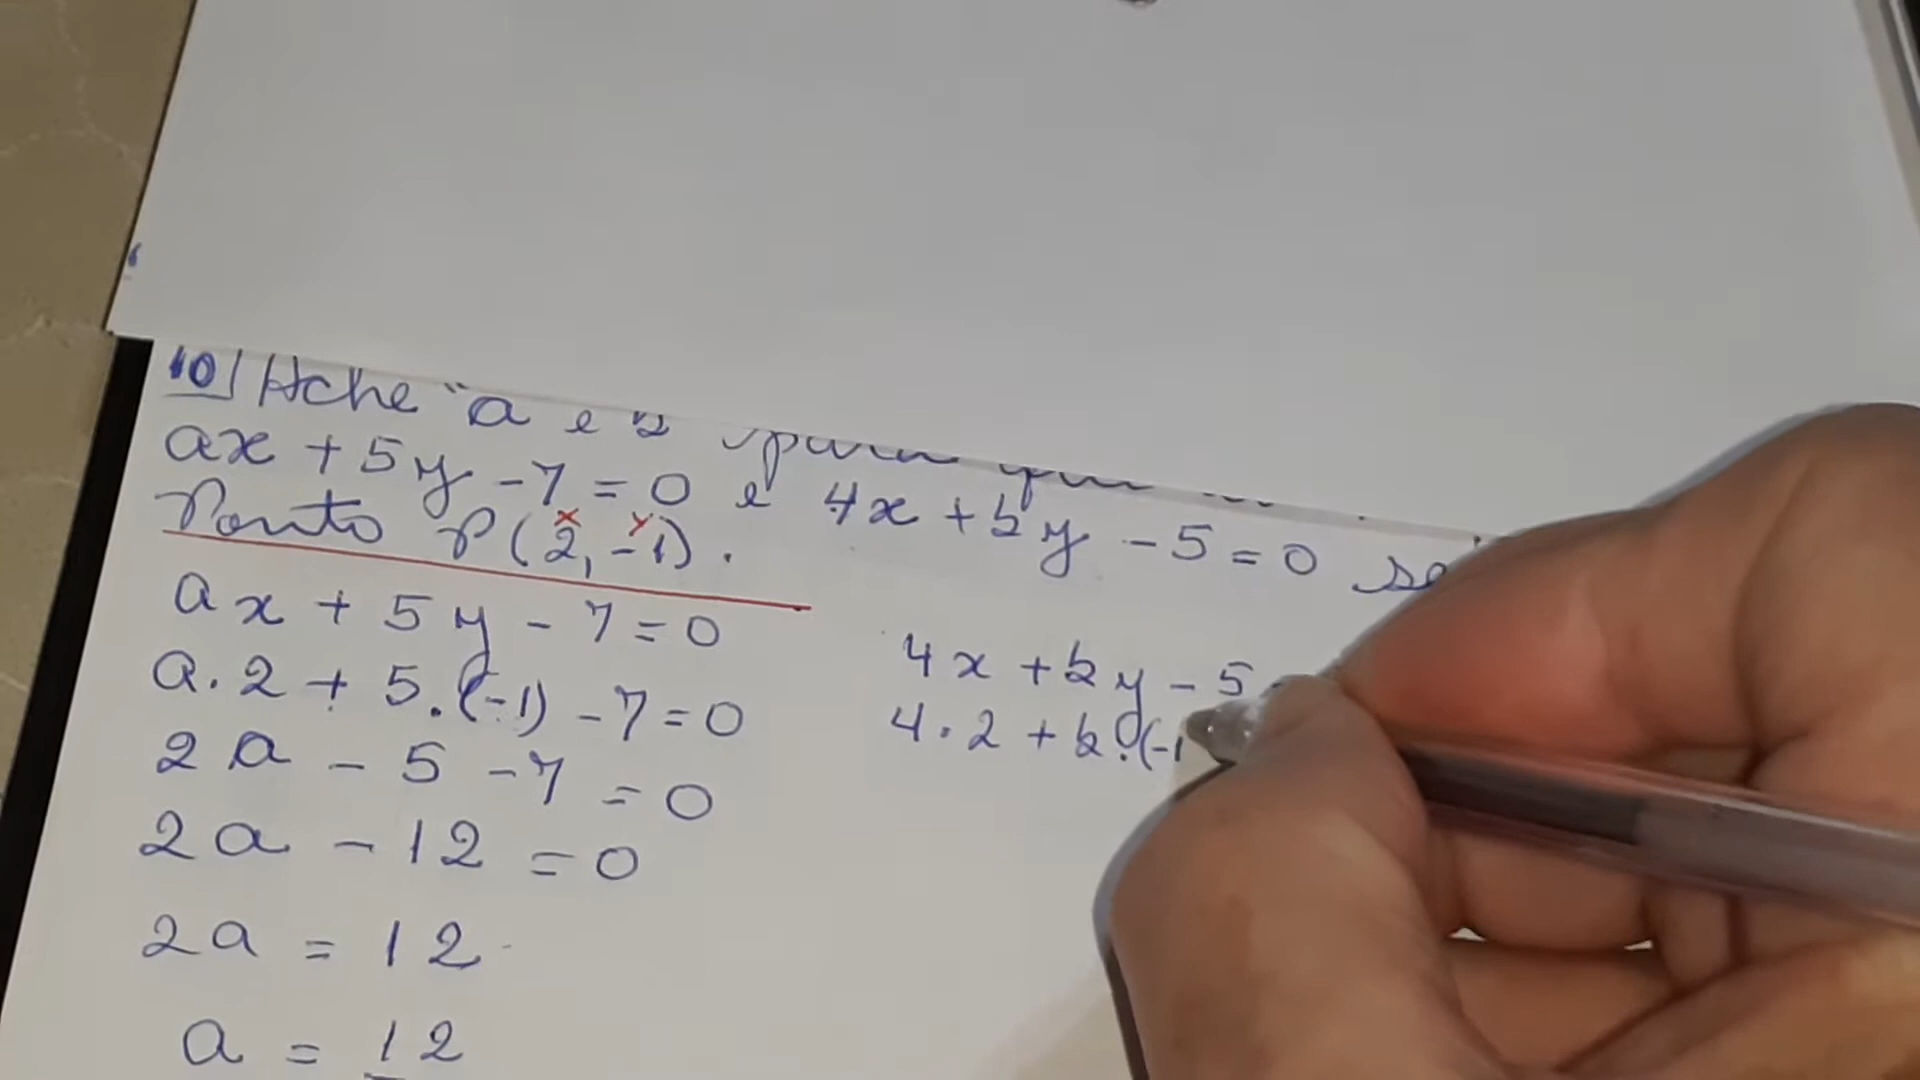 10) Ache "a e b" para que
ax + 5y - 7 = 0 e 4x + by - 5 = 0 se
Ponto P(2, -1).
x y
ax + 5y - 7 = 0
a.2 + 5.(-1) - 7 = 0
2a - 5 - 7 = 0
2a - 12 = 0
2a = 12
a = 12
4x + by - 5
4.2 + b.(-1